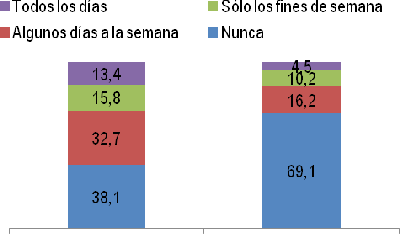 Todos los días Sólo los fines de semana
Algunos días a la semana Nunca
13,4 4,5
15,8 10,2
32,7 16,2
38,1 69,1